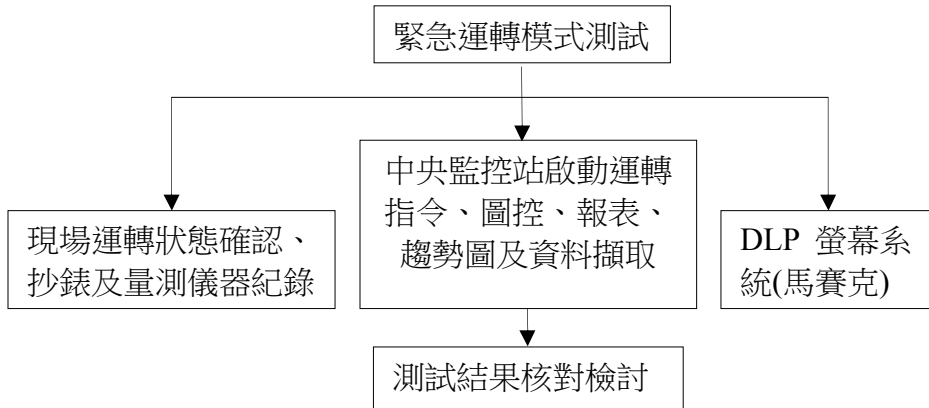 緊急運轉模式測試
中央監控站啟動運轉
指令、圖控、報表、
趨勢圖及資料擷取
現場運轉狀態確認、
抄錶及量測儀器紀錄
DLP 螢幕系
統(馬賽克)
測試結果核對檢討